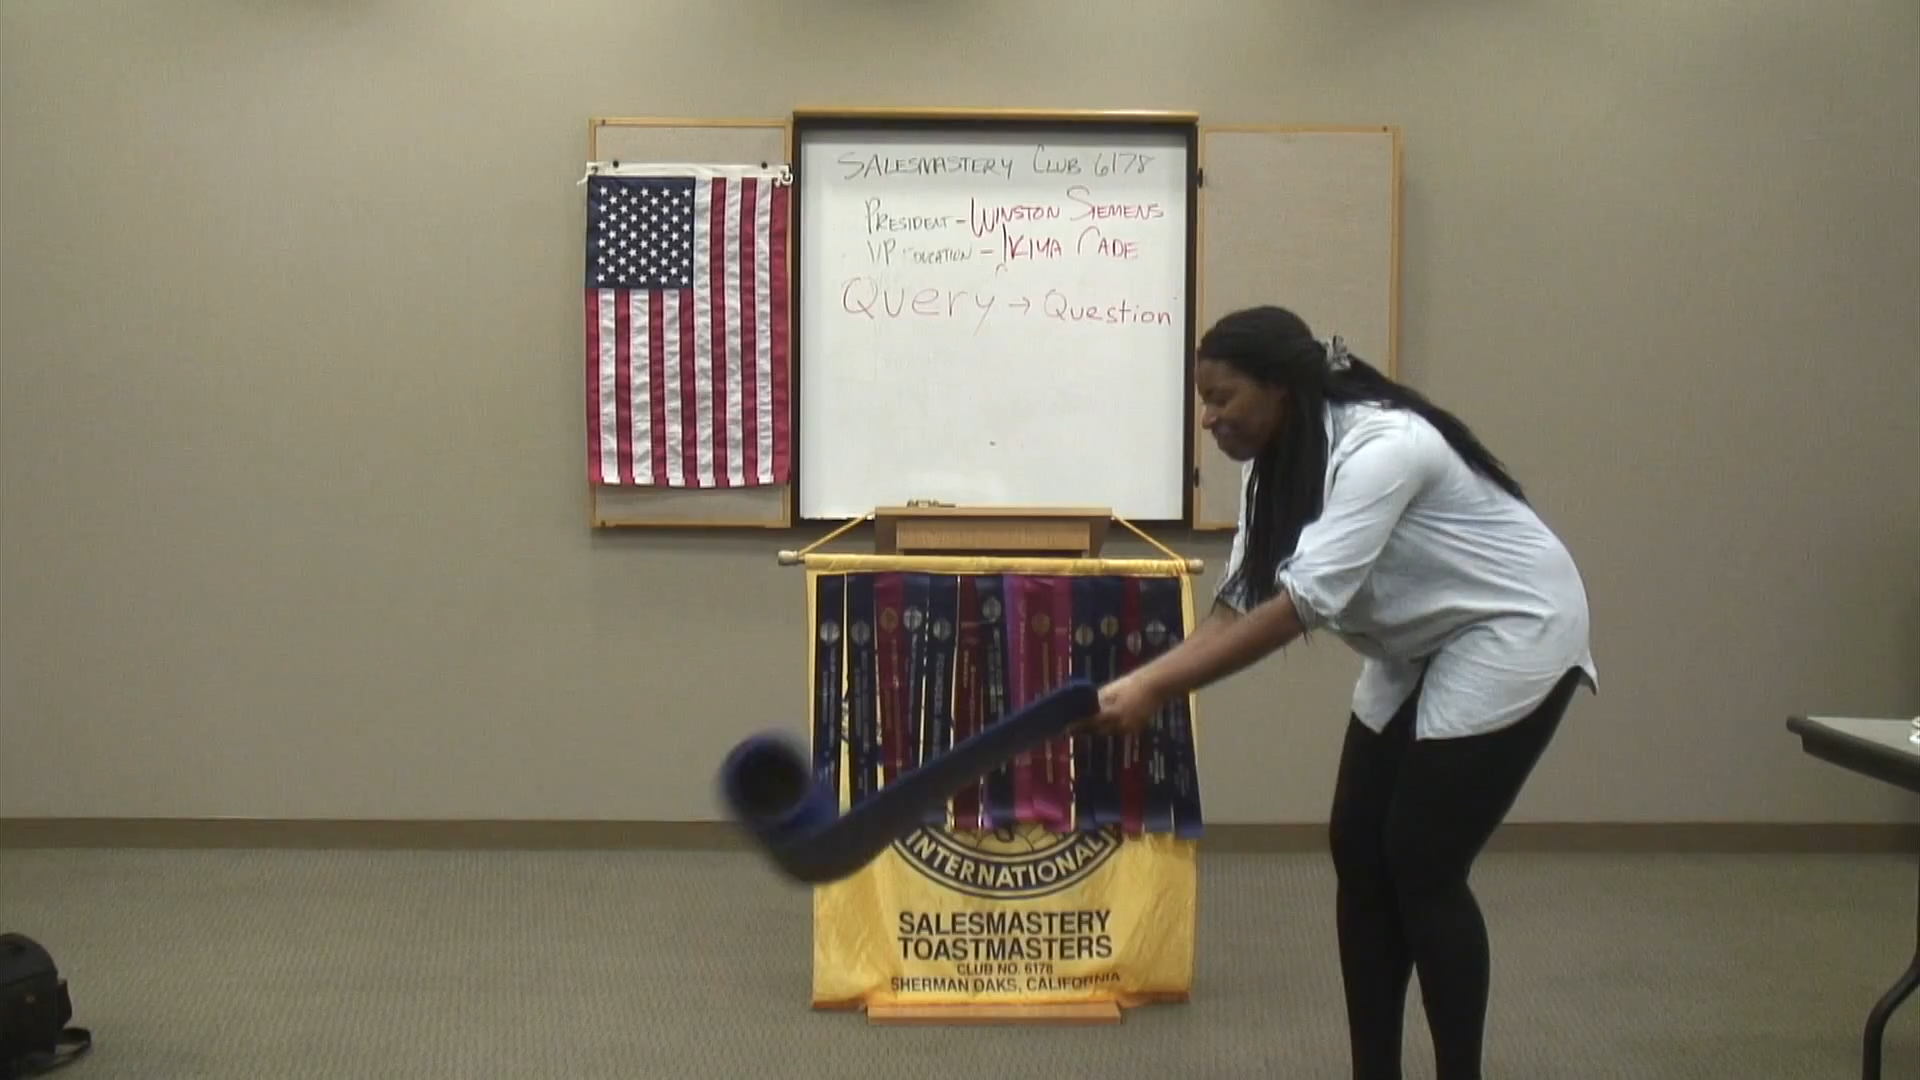 SALESMASTERY CLUB 6178
PRESIDENT - WINSTON SIEMENS
VP EDUCATION - IKIYA CADE
Query → Question
INTERNATIONAL
SALESMASTERY
TOASTMASTERS
CLUB NO. 6178
SHERMAN OAKS, CALIFORNIA